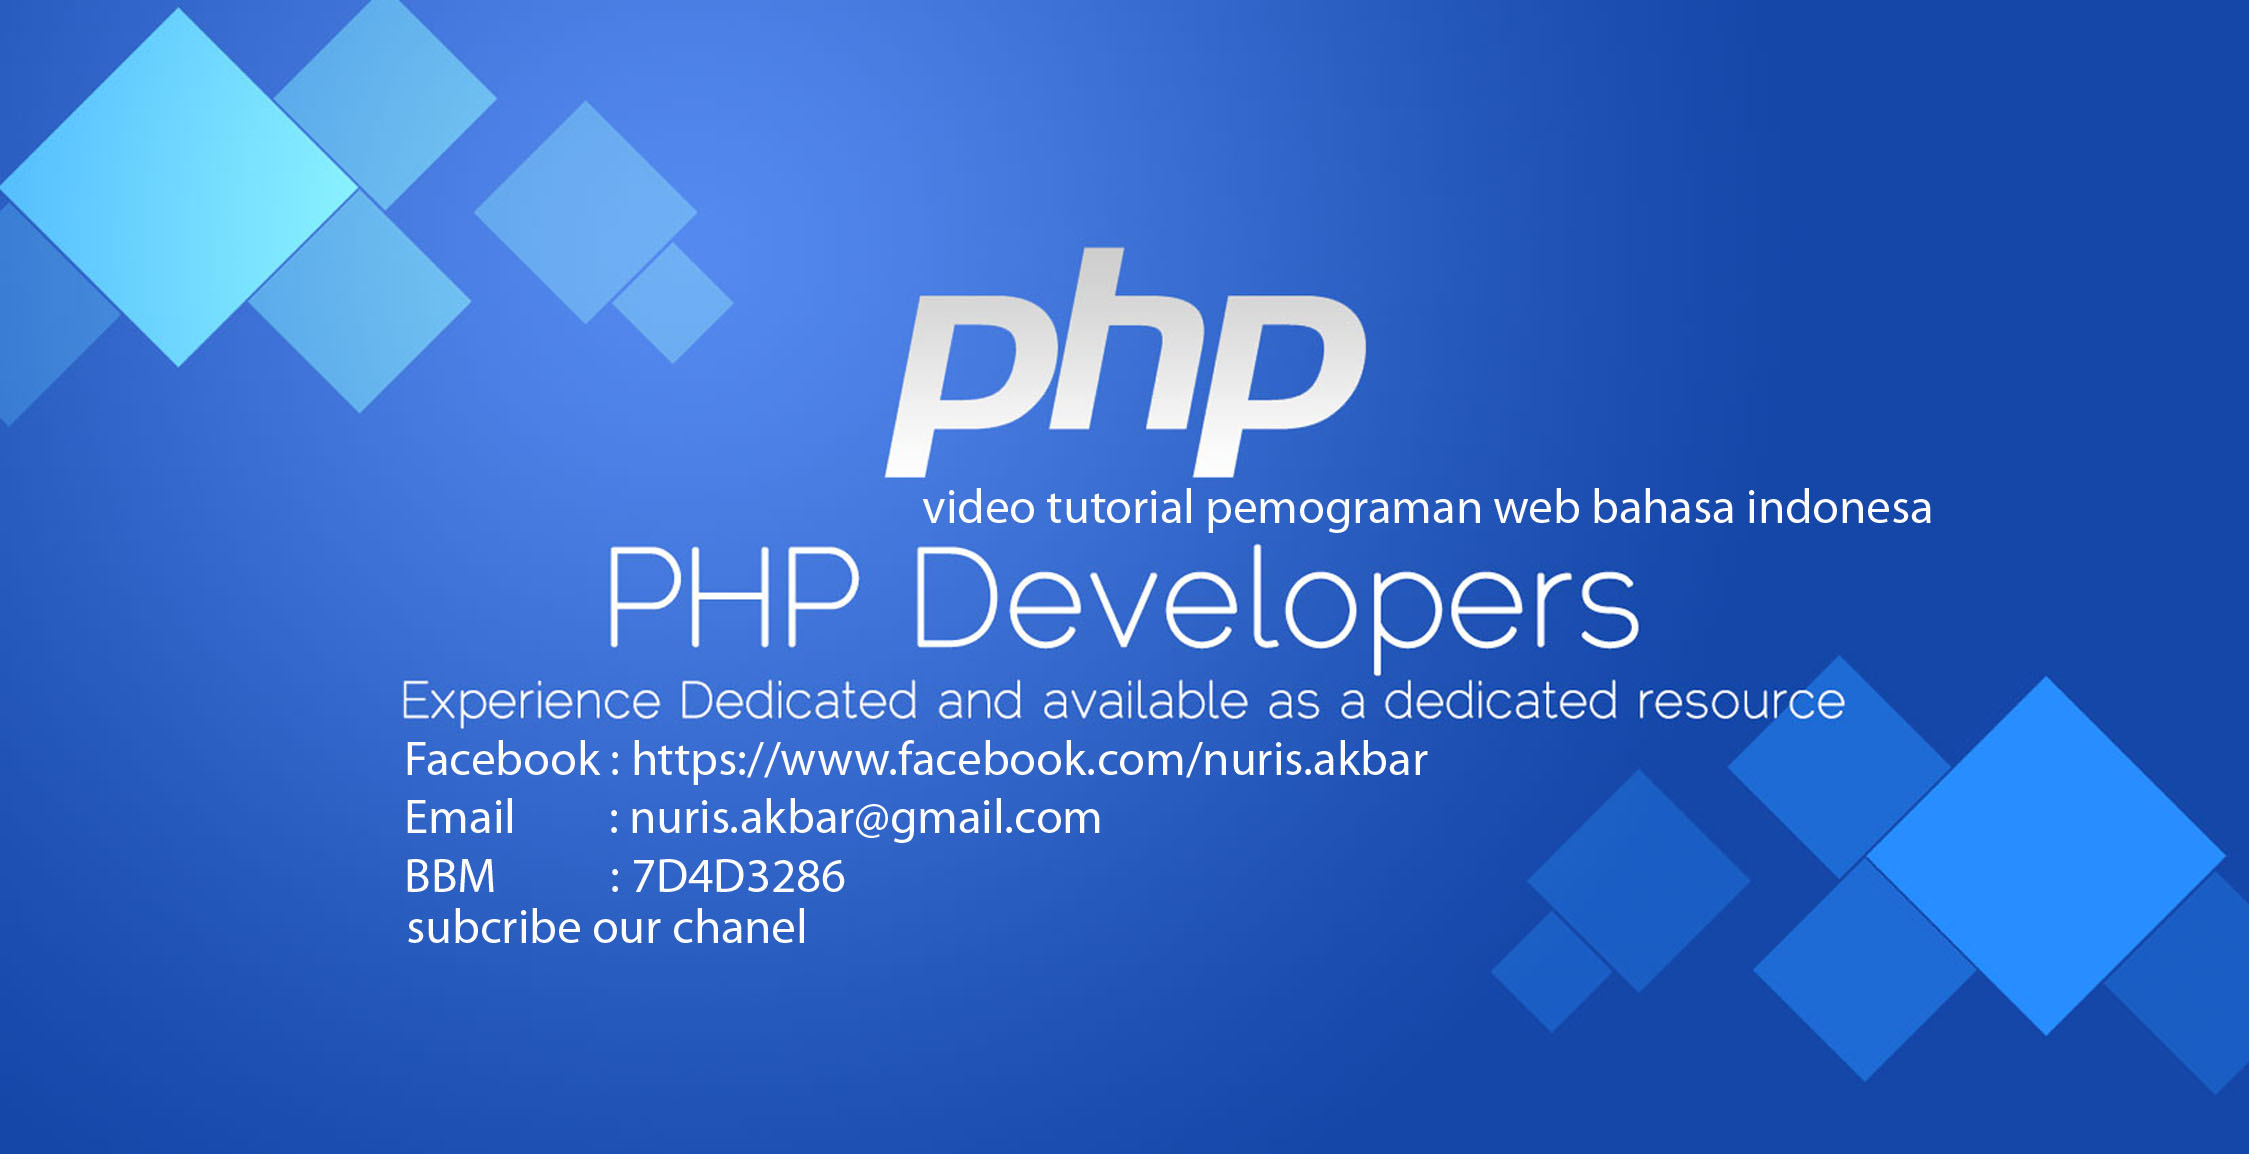 php
video tutorial pemograman web bahasa indonesa
PHP Developers
Experience Dedicated and available as a dedicated resource
Facebook : https://www.facebook.com/nuris.akbar
Email : nuris.akbar@gmail.com
BBM : 7D4D3286
subcribe our chanel